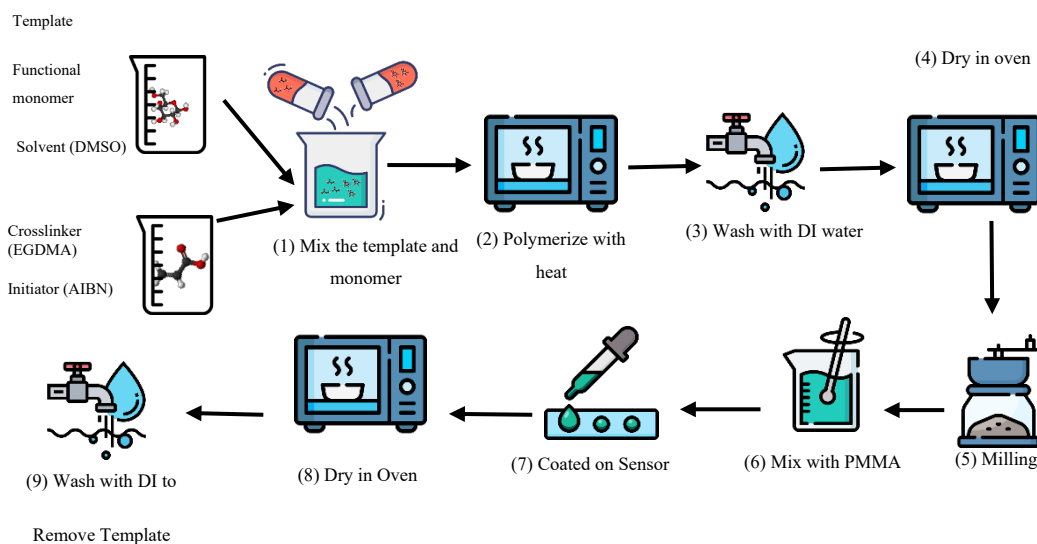 Template
Functional
monomer
Solvent (DMSO)
Crosslinker
(EGDMA)
Initiator (AIBN)
(1) Mix the template and
monomer
(2) Polymerize with
heat
(3) Wash with DI water
(4) Dry in oven
(5) Milling
(6) Mix with PMMA
(7) Coated on Sensor
(8) Dry in Oven
(9) Wash with DI to
Remove Template